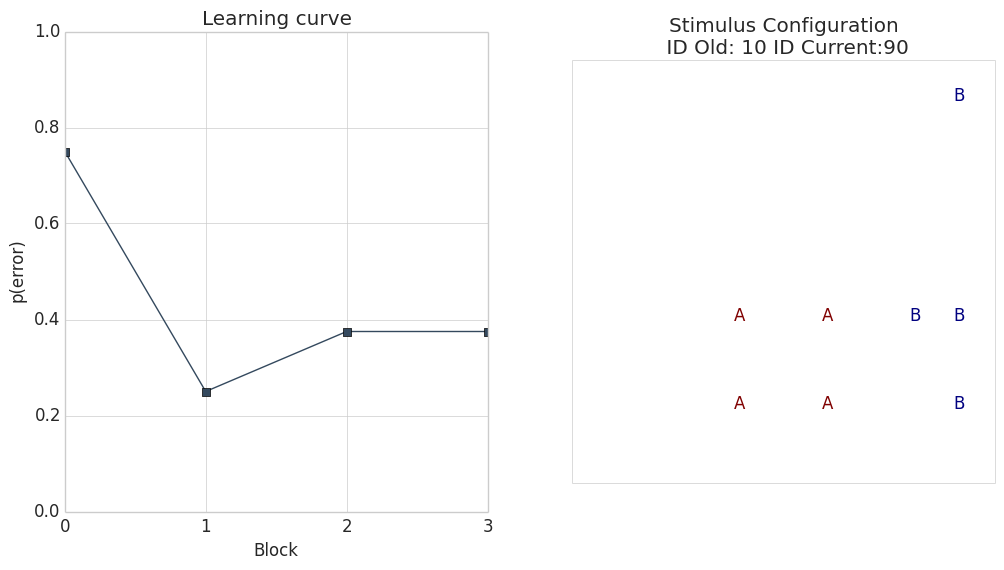 Learning curve
1.0
0.8
0.6
0.4
0.2
0.0
0 1 2 3
p(error)
Block
Stimulus Configuration
ID Old: 10 ID Current:90
B
A A B B
A A B